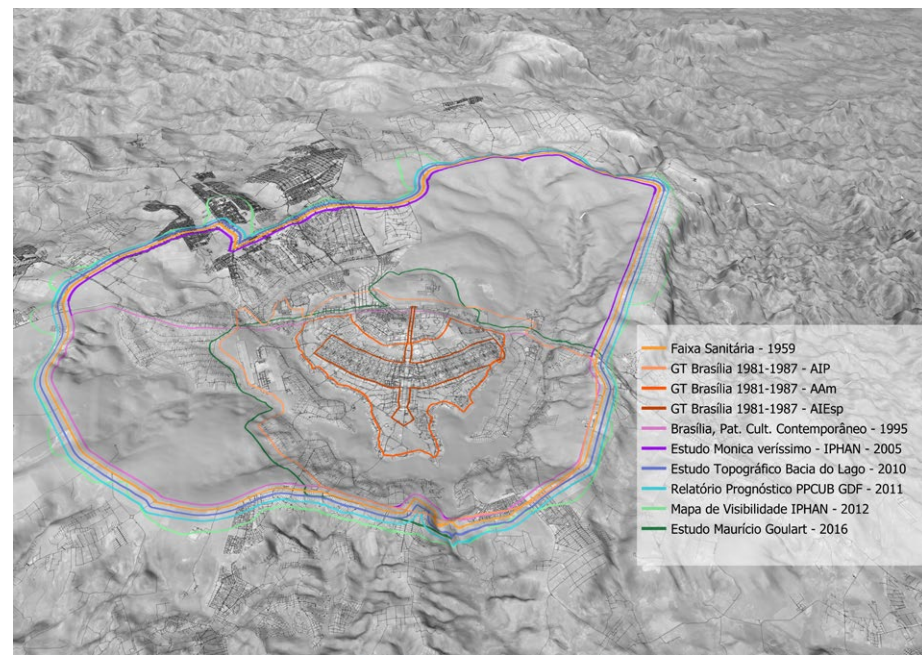 Faixa Sanitária - 1959
GT Brasília 1981-1987 - AIP
GT Brasília 1981-1987 - AAm
GT Brasília 1981-1987 - AIEsp
Brasília, Pat. Cult. Contemporâneo - 1995
Estudo Monica veríssimo - IPHAN - 2005
Estudo Topográfico Bacia do Lago - 2010
Relatório Prognóstico PPCUB GDF - 2011
Mapa de Visibilidade IPHAN - 2012
Estudo Maurício Goulart - 2016